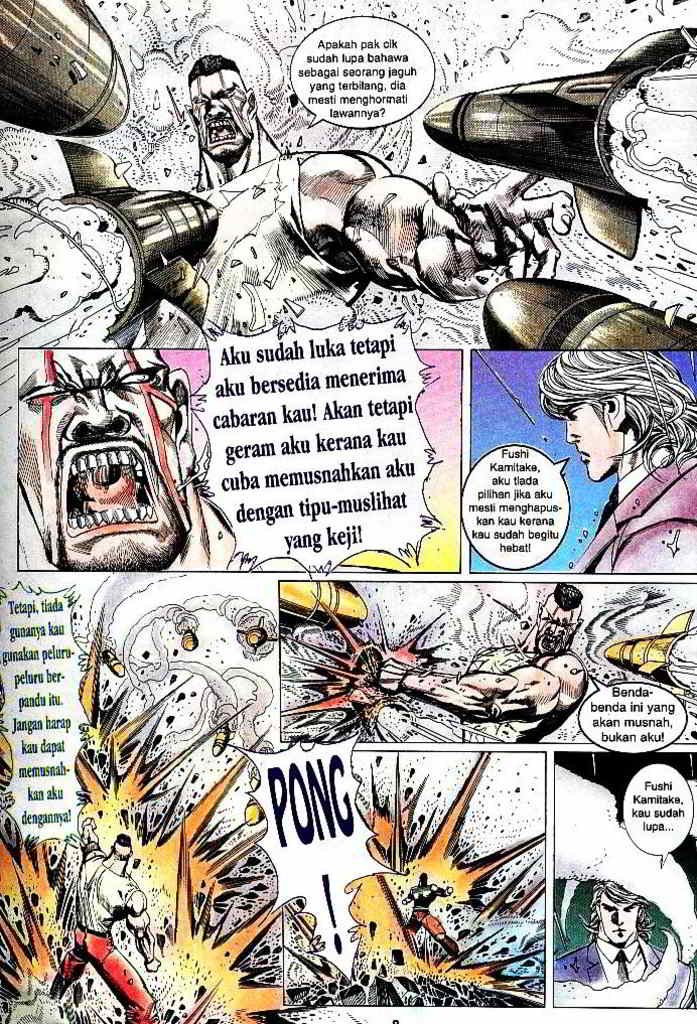 Apakah pak cik
sudah lupa bahawa
sebagai seorang jaguh
yang terbilang, dia
mesti menghormati
lawannya?
Aku sudah luka tetapi
aku bersedia menerima
cabaran kau! Akan tetapi
geram aku kerana kau
cuba memusnahkan aku
dengan tipu-muslihat
yang keji!
Fushi
Kamitake,
aku tiada
pilihan jika aku
mesti menghapus-
kan kau kerana
kau begitu
hebat!
Tetapi, tiada
gunanya kau
gunakan peluru-
peluru ber-
pandu itu.
Jangan harap
kau dapat
memusnah-
kan aku
dengannya!
Benda-
benda ini yang
akan musnah,
bukan aku!
PONG
!
Fushi
Kamitake,
kau sudah
lupa...